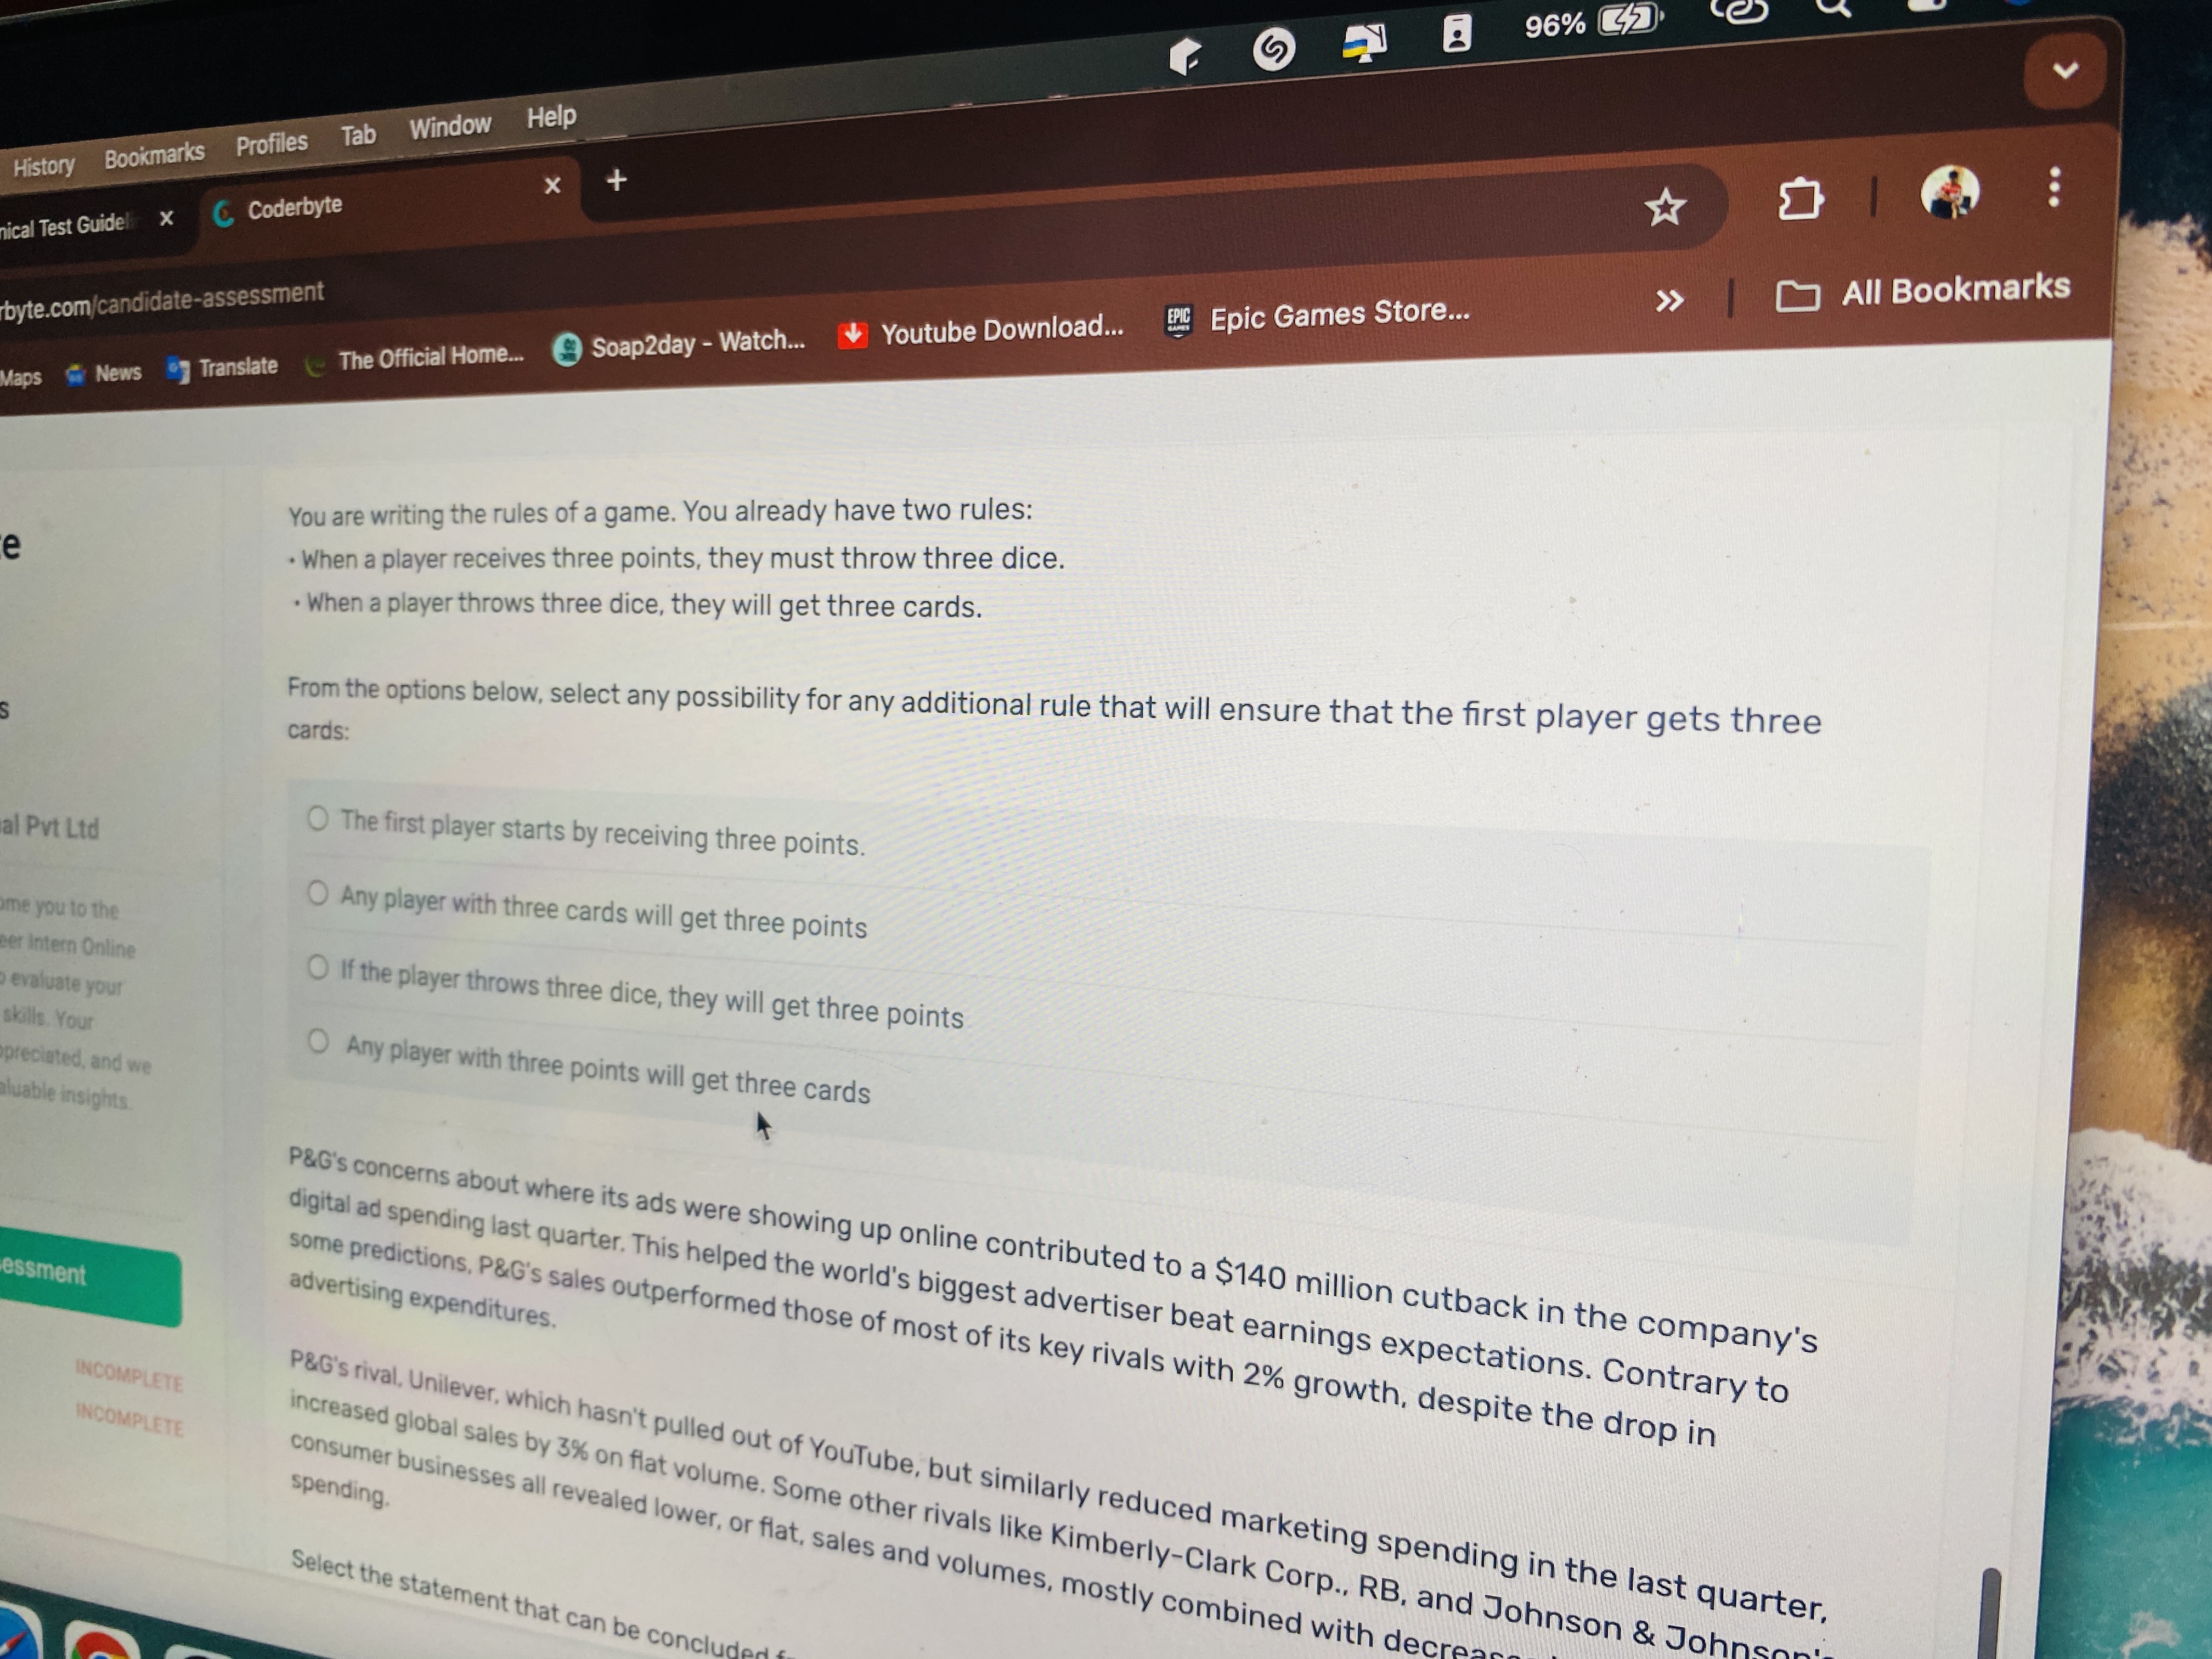 96%
History Bookmarks Profiles Tab Window Help
nical Test Guidel
Coderbyte
rbyte.com/candidate-assessment
Maps News Translate The Official Home... Soap2day - Watch... Youtube Download... EPIC GAMES Epic Games Store... All Bookmarks
You are writing the rules of a game. You already have two rules:
• When a player receives three points, they must throw three dice.
• When a player throws three dice, they will get three cards.
From the options below, select any possibility for any additional rule that will ensure that the first player gets three
cards:
The first player starts by receiving three points.
Any player with three cards will get three points
If the player throws three dice, they will get three points
Any player with three points will get three cards
P&G's concerns about where its ads were showing up online contributed to a $140 million cutback in the company's
digital ad spending last quarter. This helped the world's biggest advertiser beat earnings expectations. Contrary to
some predictions, P&G's sales outperformed those of most of its key rivals with 2% growth, despite the drop in
advertising expenditures.
P&G's rival, Unilever, which hasn't pulled out of YouTube, but similarly reduced marketing spending in the last quarter,
increased global sales by 3% on flat volume. Some other rivals like Kimberly-Clark Corp., RB, and Johnson & Johnson's
consumer businesses all revealed lower, or flat, sales and volumes, mostly combined with decreas
spending.
Select the statement that can be concluded f
e
s
al Pvt Ltd
ome you to the
eer Intern Online
o evaluate your
skills. Your
ppreciated, and we
aluable insights.
essment
INCOMPLETE
INCOMPLETE